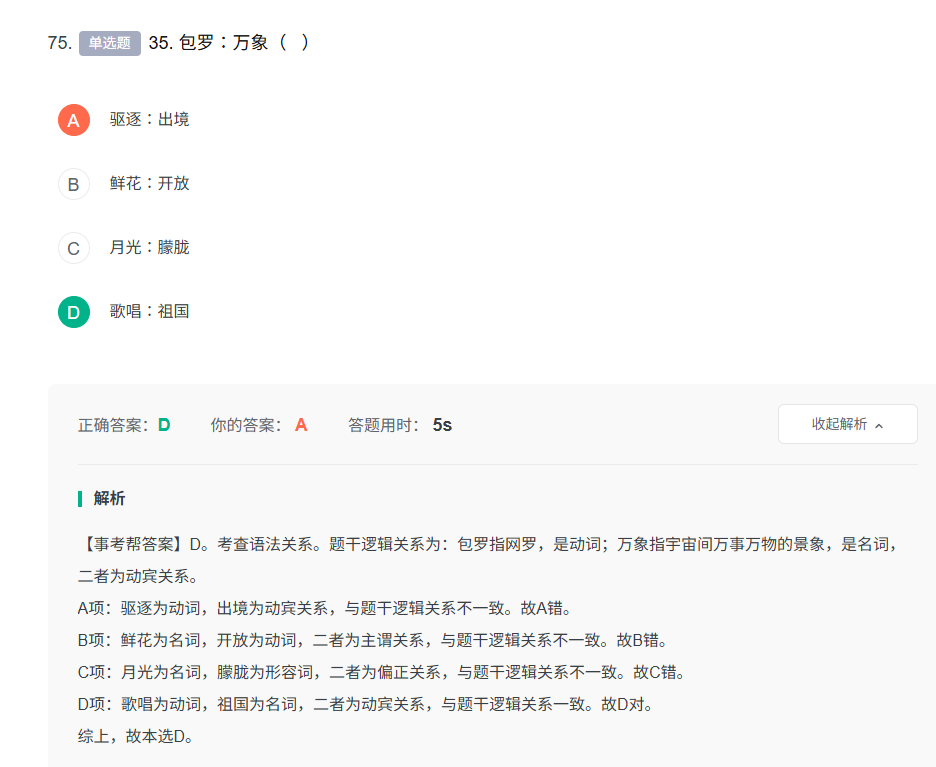 75. 单选题 35. 包罗：万象（ ）
A 驱逐：出境
B 鲜花：开放
C 月光：朦胧
D 歌唱：祖国
正确答案：D 你的答案：A 答题用时：5s 收起解析
解析
【事考帮答案】D。考查语法关系。题干逻辑关系为：包罗指网罗，是动词；万象指宇宙间万事万物的景象，是名词，
二者为动宾关系。
A项：驱逐为动词，出境为动宾关系，与题干逻辑关系不一致。故A错。
B项：鲜花为名词，开放为动词，二者为主谓关系，与题干逻辑关系不一致。故B错。
C项：月光为名词，朦胧为形容词，二者为偏正关系，与题干逻辑关系不一致。故C错。
D项：歌唱为动词，祖国为名词，二者为动宾关系，与题干逻辑关系一致。故D对。
综上，故本选D。